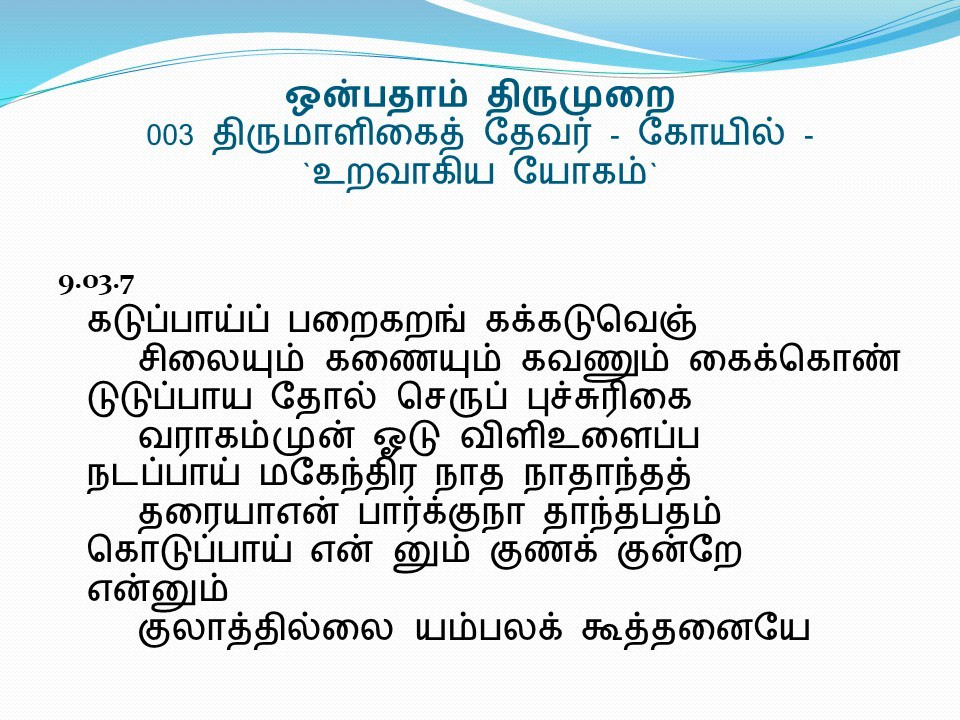 ஒன்பதாம் திருமுறை
003 திருமாளிகைத் தேவர் - கோயில் -
`உறவாகிய யோகம்`
9.03.7
கடுப்பாய்ப் பறைகறங் கக்கடுவெஞ்
சிலையும் கணையும் கவணும் கைக்கொண்
டுடுப்பாய தோல் செருப் புச்சுரிகை
வராகம்முன் ஓடு விளிஉளைப்ப
நடப்பாய் மகேந்திர நாத நாதாந்தத்
தரையாஎன் பார்க்குநா தாந்தபதம்
கொடுப்பாய் என் னும் குணக் குன்றே
என்னும்
குலாத்தில்லை யம்பலக் கூத்தனையே